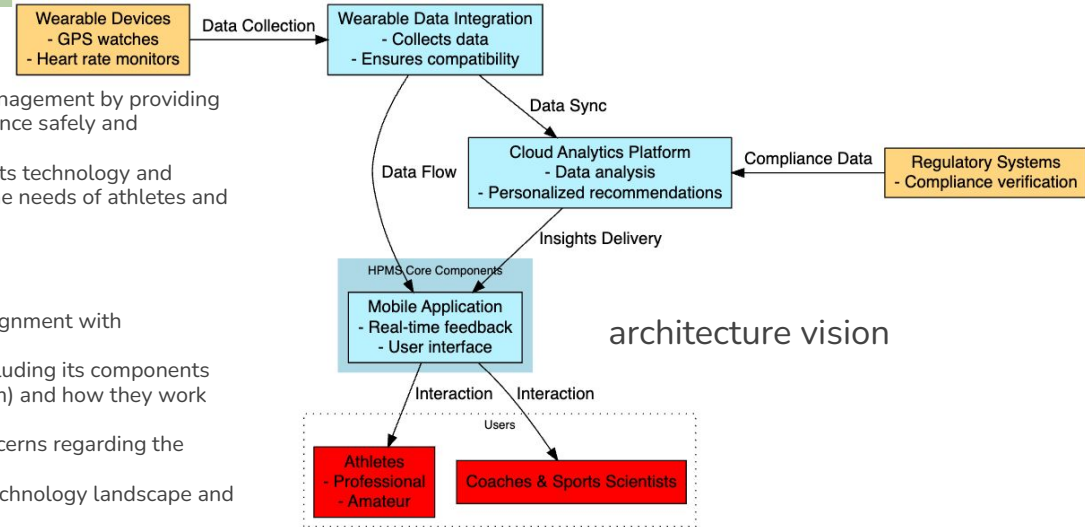 Wearable Devices
- GPS watches
- Heart rate monitors
Data Collection
Wearable Data Integration
- Collects data
- Ensures compatibility
nagement by providing
nce safely and
ts technology and
e needs of athletes and
Data Sync
Data Flow
Cloud Analytics Platform
- Data analysis
- Personalized recommendations
Compliance Data
Regulatory Systems
- Compliance verification
Insights Delivery
HPMS Core Components
Mobile Application
- Real-time feedback
- User interface
architecture vision
gnment with
luding its components
n) and how they work
cerns regarding the
echnology landscape and
Interaction
Interaction
Users
Athletes
- Professional
- Amateur
Coaches & Sports Scientists